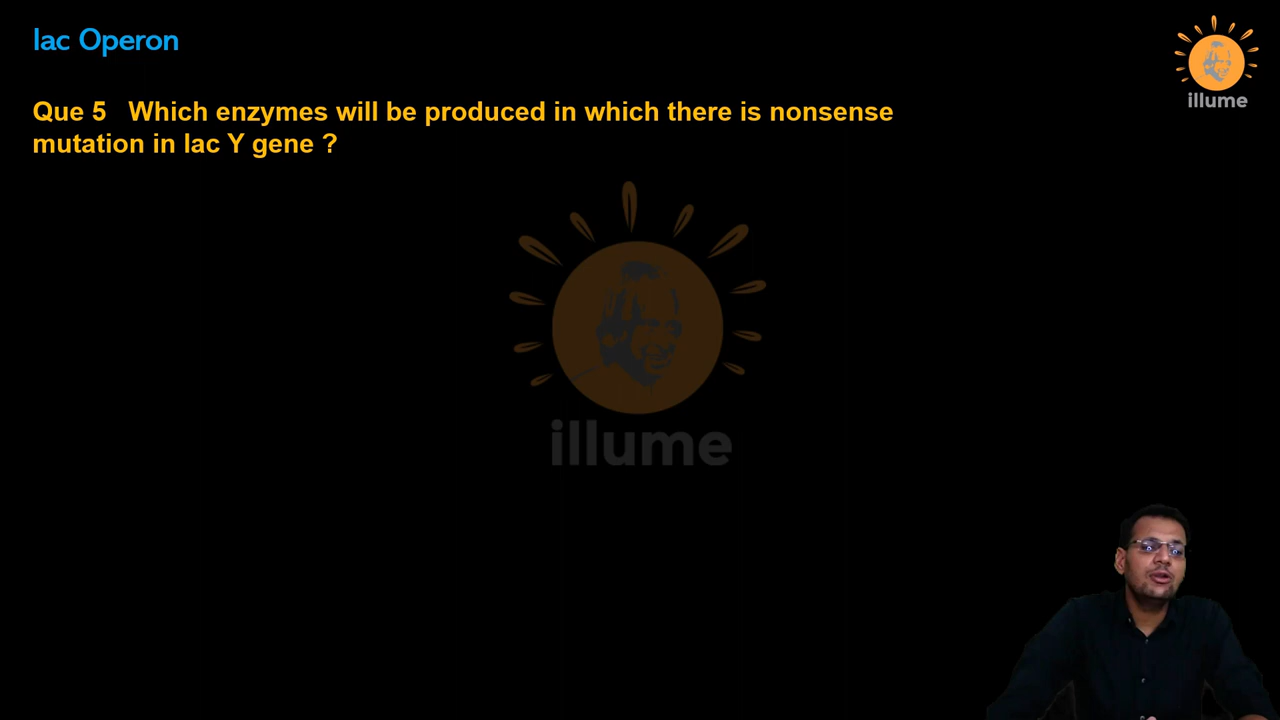 lac Operon
illume
Que 5 Which enzymes will be produced in which there is nonsense
mutation in lac Y gene ?
illume